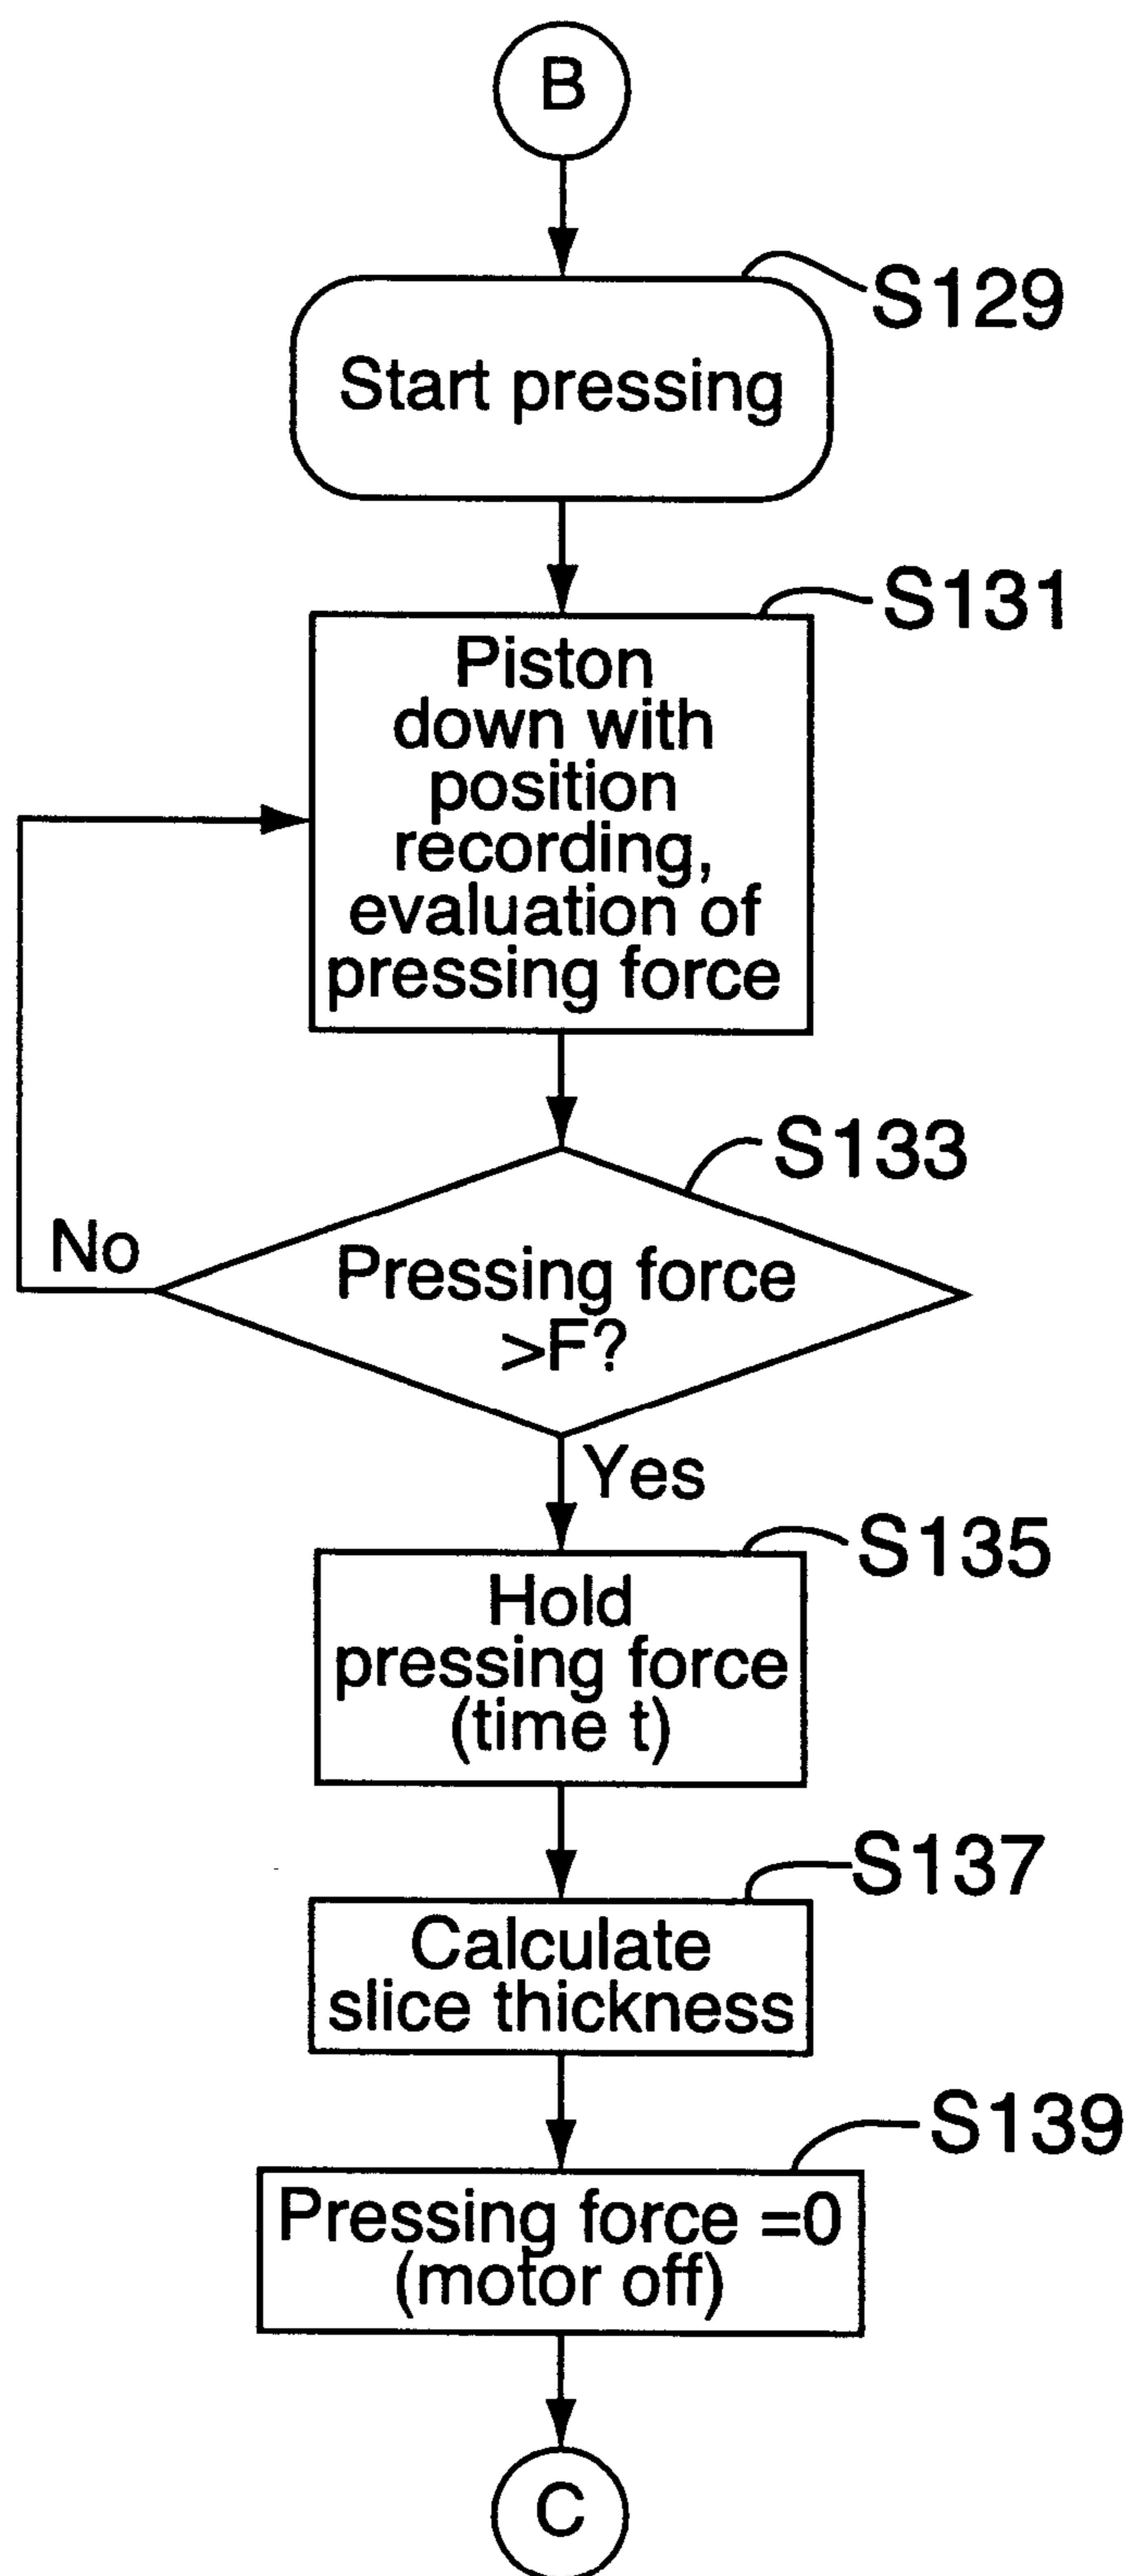 B
S129
Start pressing
S131
Piston
down with
position
recording,
evaluation of
pressing force
S133
No
Pressing force
>F?
Yes
S135
Hold
pressing force
(time t)
S137
Calculate
slice thickness
S139
Pressing force =0
(motor off)
C